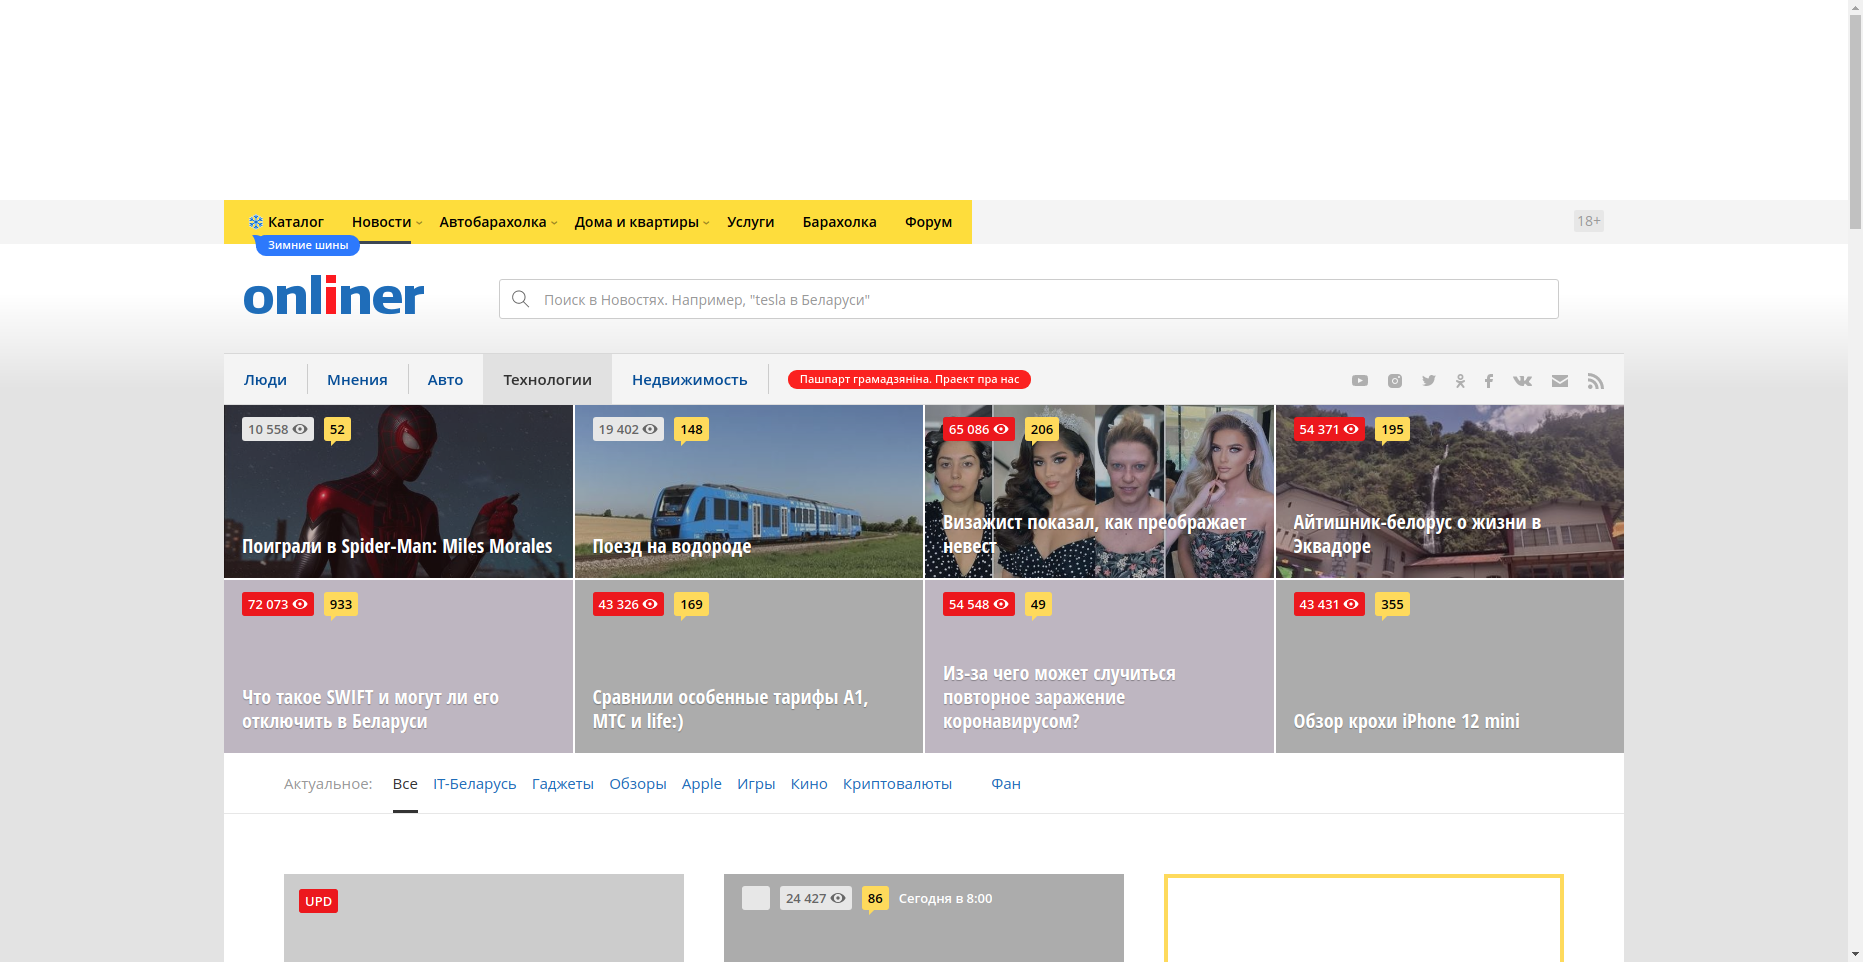 Каталог Новости Автобарахолка Дома и квартиры Услуги Барахолка Форум 18+
Зимние шины
onliner
Поиск в Новостях. Например, "tesla в Беларуси"
Люди Мнения Авто Технологии Недвижимость Пашпарт грамадзяніна. Праект пра нас
10 558 52
Поиграли в Spider-Man: Miles Morales
19 402 148
Поезд на водороде
65 086 206
Визажист показал, как преображает
невест
54 371 195
Айтишник-белорус о жизни в
Эквадоре
72 073 933
Что такое SWIFT и могут ли его
отключить в Беларуси
43 326 169
Сравнили особенные тарифы А1,
МТС и life:)
54 548 49
Из-за чего может случиться
повторное заражение
коронавирусом?
43 431 355
Обзор крохи iPhone 12 mini
Актуальное: Все IT-Беларусь Гаджеты Обзоры Apple Игры Кино Криптовалюты Фан
UPD
24 427 86 Сегодня в 8:00